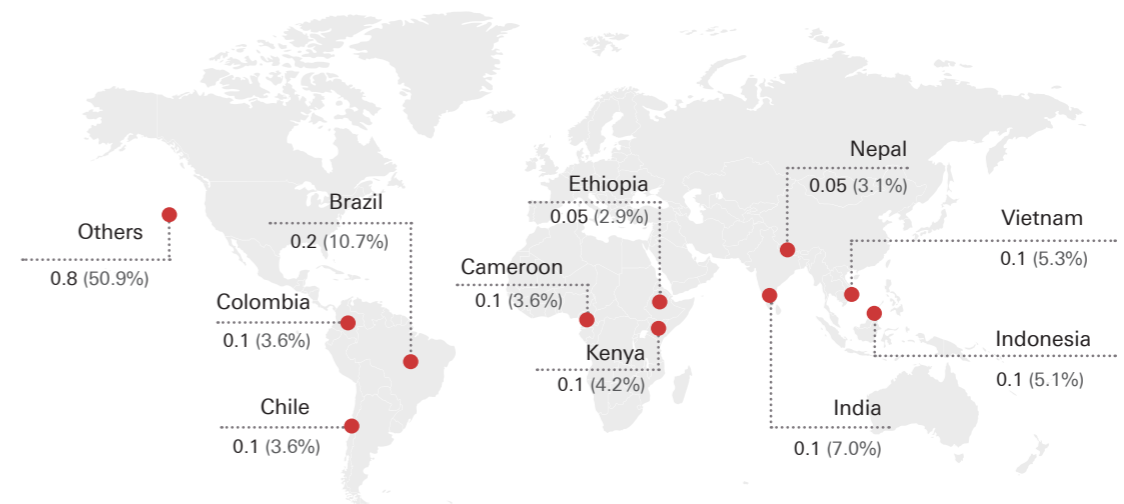 Nepal
0.05 (3.1%)
Ethiopia
0.05 (2.9%)
Brazil
0.2 (10.7%)
Vietnam
0.1 (5.3%)
Others
0.8 (50.9%)
Cameroon
0.1 (3.6%)
Colombia
0.1 (3.6%)
Indonesia
0.1 (5.1%)
Kenya
0.1 (4.2%)
Chile
0.1 (3.6%)
India
0.1 (7.0%)